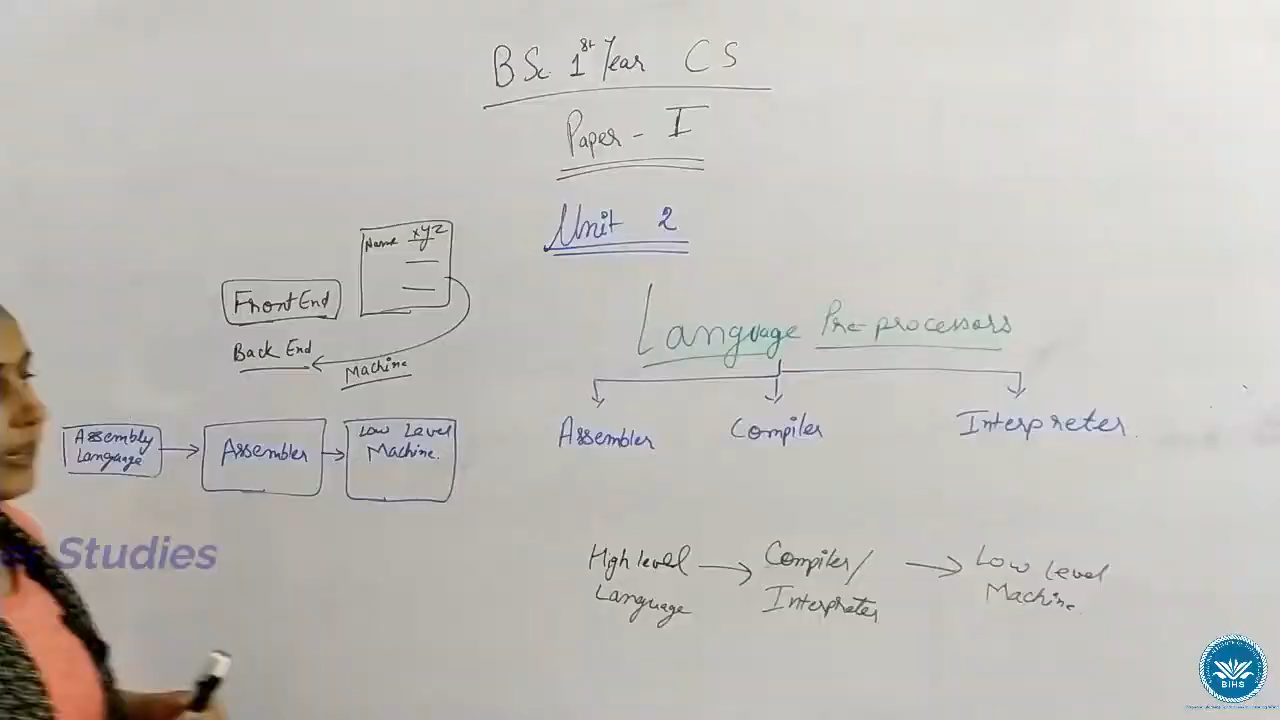 BSc. 1st Year CS
Paper - I
Unit 2
Name xyz
Front End
Back End
Machine
Language Pre-processors
Assembler Compiler Interpreter
Assembly
Language
Assembler
Low Level
Machine.
High level
Language
Compiler/
Interpreter
Low Level
Machine.
Studies
BIHS